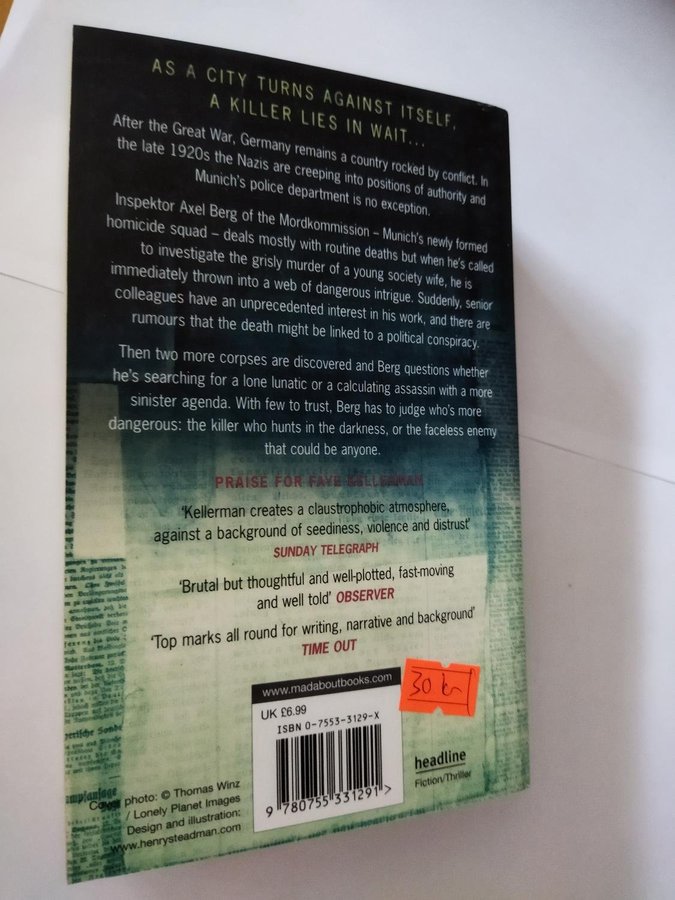 AS A CITY TURNS AGAINST ITSELF,
A KILLER LIES IN WAIT...
After the Great War, Germany remains a country rocked by conflict. In
the late 1920s the Nazis are creeping into positions of authority and
Munich's police department is no exception.
Inspektor Axel Berg of the Mordkommission – Munich's newly formed
homicide squad – deals mostly with routine deaths but when he's called
to investigate the grisly murder of a young society wife, he is
immediately thrown into a web of dangerous intrigue. Suddenly, senior
colleagues have an unprecedented interest in his work, and there are
rumours that the death might be linked to a political conspiracy.
Then two more corpses are discovered and Berg questions whether
he's searching for a lone lunatic or a calculating assassin with a more
sinister agenda. With few to trust, Berg has to judge who's more
dangerous: the killer who hunts in the darkness, or the faceless enemy
that could be anyone.
PRAISE FOR FAYE KELLERMAN
'Kellerman creates a claustrophobic atmosphere,
against a background of seediness, violence and distrust'
SUNDAY TELEGRAPH
'Brutal but thoughtful and well-plotted, fast-moving
and well told' OBSERVER
'Top marks all round for writing, narrative and background'
TIME OUT
www.madaboutbooks.com
UK £6.99
ISBN 0-7553-3129-X
9 780755 331291 >
30 kr
headline
Fiction/Thriller
Cover photo: © Thomas Winz
/ Lonely Planet Images
Design and illustration:
www.henrysteadman.com